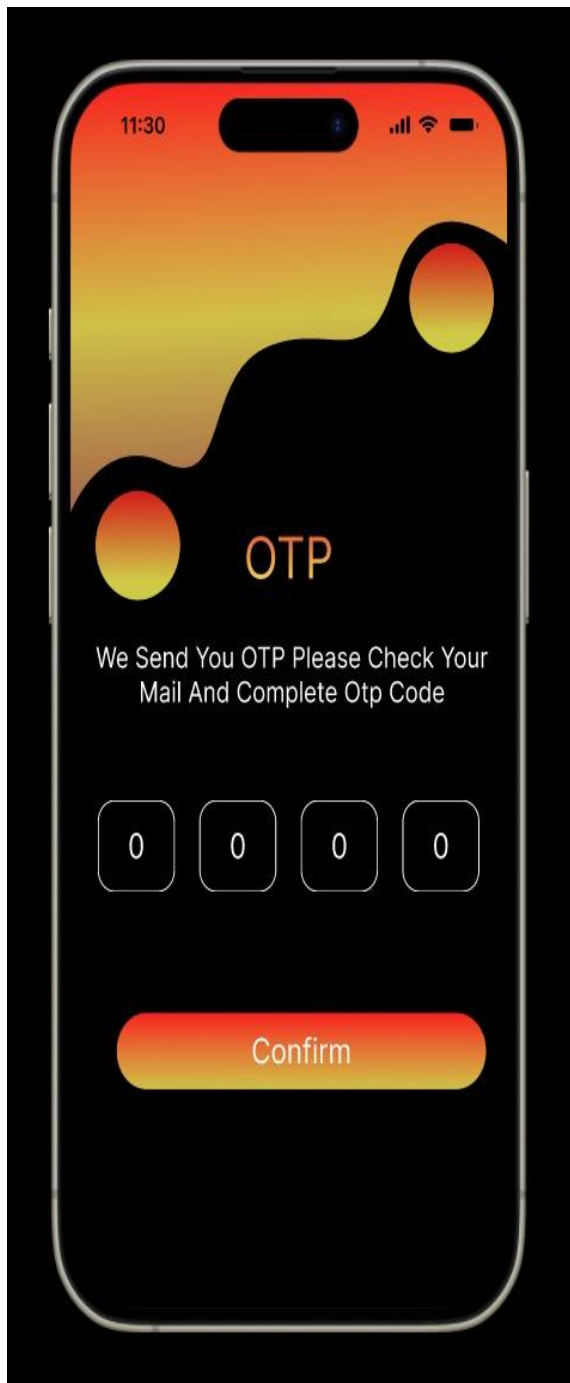 11:30
OTP
We Send You OTP Please Check Your
Mail And Complete Otp Code
0 0 0 0
Confirm